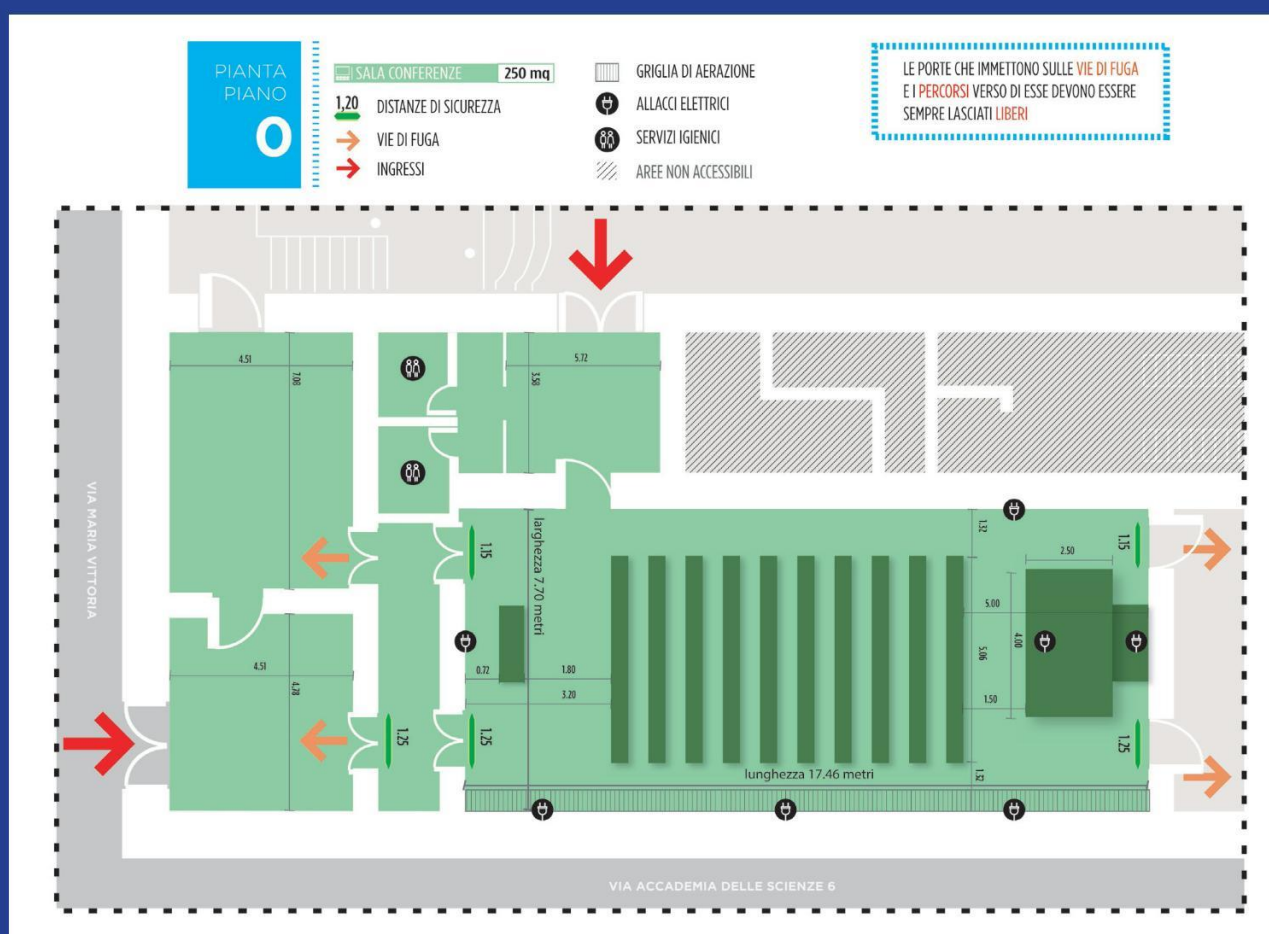 PIANTA
PIANO
0
SALA CONFERENZE 250 mq
1,20 DISTANZE DI SICUREZZA
VIE DI FUGA
INGRESSI
GRIGLIA DI AERAZIONE
ALLACCI ELETTRICI
SERVIZI IGIENICI
AREE NON ACCESSIBILI
LE PORTE CHE IMMETTONO SULLE VIE DI FUGA
E I PERCORSI VERSO DI ESSE DEVONO ESSERE
SEMPRE LASCIATI LIBERI
4.51
7.08
5.72
3.58
VIA MARIA VITTORIA
1.15
larghezza 7.70 metri
1.32
1.15
2.50
5.00
4.00
5.06
4.51
4.78
0.72
1.80
3.20
1.50
1.25
1.25
1.25
lunghezza 17.46 metri
VIA ACCADEMIA DELLE SCIENZE 6